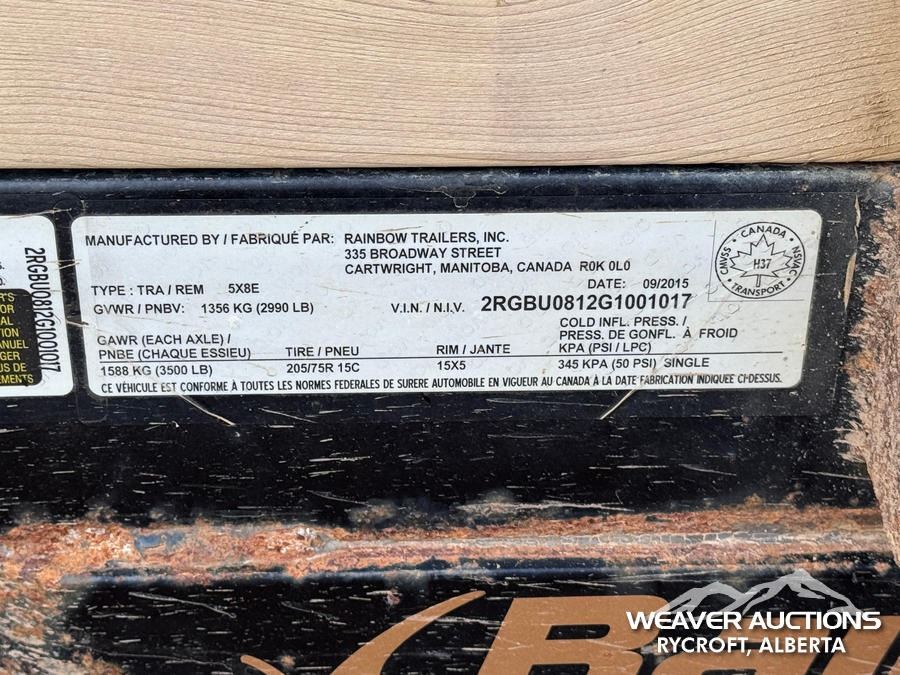 MANUFACTURED BY / FABRIQUÉ PAR: RAINBOW TRAILERS, INC.
335 BROADWAY STREET
CARTWRIGHT, MANITOBA, CANADA R0K 0L0
TYPE : TRA / REM 5X8E
DATE: 09/2015
GVWR / PNBV: 1356 KG (2990 LB)
V.I.N. / N.I.V. 2RGBU0812G1001017
COLD INFL. PRESS. /
GAWR (EACH AXLE) / PRESS. DE GONFL. À FROID
PNBE (CHAQUE ESSIEU) TIRE / PNEU RIM / JANTE KPA (PSI / LPC)
1588 KG (3500 LB) 205/75R 15C 15X5 345 KPA (50 PSI) SINGLE
CE VÉHICULE EST CONFORME À TOUTES LES NORMES FEDERALES DE SURERE AUTOMOBILE EN VIGUEUR AU CANADA À LA DATE FABRICATION INDIQUEE CI-DESSUS.
CANADA
CMVSS H37 NSVAC
TRANSPORT
2RGBU0812G1001017
WEAVER AUCTIONS
RYCROFT, ALBERTA